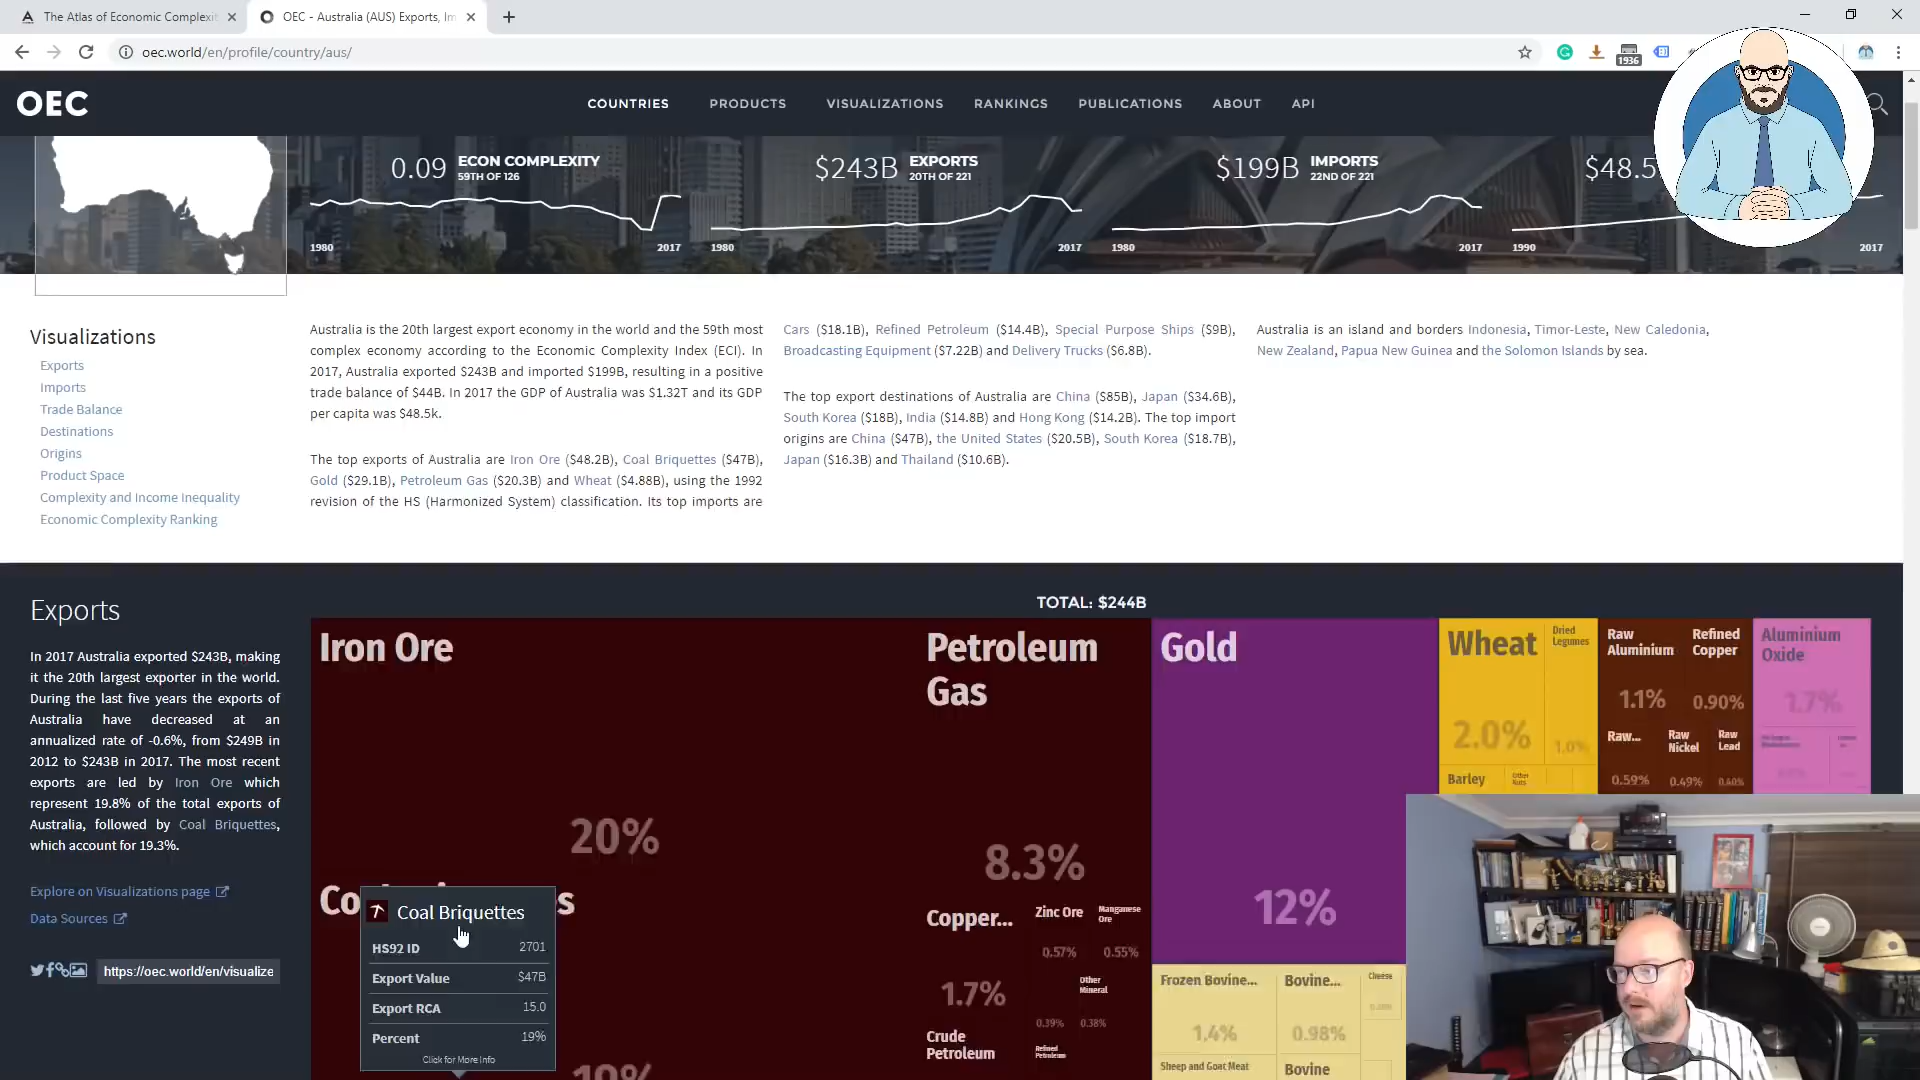 The Atlas of Economic Complexit
OEC - Australia (AUS) Exports, Im
oec.world/en/profile/country/aus/
1936
OEC
COUNTRIES
PRODUCTS
VISUALIZATIONS
RANKINGS
PUBLICATIONS
ABOUT
API
0.09 ECON COMPLEXITY
59TH OF 126
1980
2017
$243B EXPORTS
20TH OF 221
1980
2017
$199B IMPORTS
22ND OF 221
1980
2017
$48.5
1990
2017
Visualizations
Exports
Imports
Trade Balance
Destinations
Origins
Product Space
Complexity and Income Inequality
Economic Complexity Ranking
Australia is the 20th largest export economy in the world and the 59th most
complex economy according to the Economic Complexity Index (ECI). In
2017, Australia exported $243B and imported $199B, resulting in a positive
trade balance of $44B. In 2017 the GDP of Australia was $1.32T and its GDP
per capita was $48.5k.
The top exports of Australia are Iron Ore ($48.2B), Coal Briquettes ($47B),
Gold ($29.1B), Petroleum Gas ($20.3B) and Wheat ($4.88B), using the 1992
revision of the HS (Harmonized System) classification. Its top imports are
Cars ($18.1B), Refined Petroleum ($14.4B), Special Purpose Ships ($9B),
Broadcasting Equipment ($7.22B) and Delivery Trucks ($6.8B).
The top export destinations of Australia are China ($85B), Japan ($34.6B),
South Korea ($18B), India ($14.8B) and Hong Kong ($14.2B). The top import
origins are China ($47B), the United States ($20.5B), South Korea ($18.7B),
Japan ($16.3B) and Thailand ($10.6B).
Australia is an island and borders Indonesia, Timor-Leste, New Caledonia,
New Zealand, Papua New Guinea and the Solomon Islands by sea.
Exports
In 2017 Australia exported $243B, making
it the 20th largest exporter in the world.
During the last five years the exports of
Australia have decreased at an
annualized rate of -0.6%, from $249B in
2012 to $243B in 2017. The most recent
exports are led by Iron Ore which
represent 19.8% of the total exports of
Australia, followed by Coal Briquettes,
which account for 19.3%.
Explore on Visualizations page
Data Sources
https://oec.world/en/visualize
TOTAL: $244B
Iron Ore
20%
Co
s
Coal Briquettes
HS92 ID 2701
Export Value $47B
Export RCA 15.0
Percent 19%
Click for More Info
19%
Petroleum
Gas
8.3%
Copper...
1.7%
Zinc Ore
0.57%
Manganese
Ore
0.55%
Other
Mineral
0.39%
0.38%
Crude
Petroleum
Refined
Petroleum
Gold
12%
Wheat
2.0%
Dried
Legumes
1.0%
Barley
Other
Nuts
Raw
Aluminium
1.1%
Refined
Copper
0.90%
Raw...
0.59%
Raw
Nickel
0.49%
Raw
Lead
0.40%
Aluminium
Oxide
1.7%
Frozen Bovine...
1.4%
Bovine...
0.98%
Cheese
Sheep and Goat Meat
Bovine